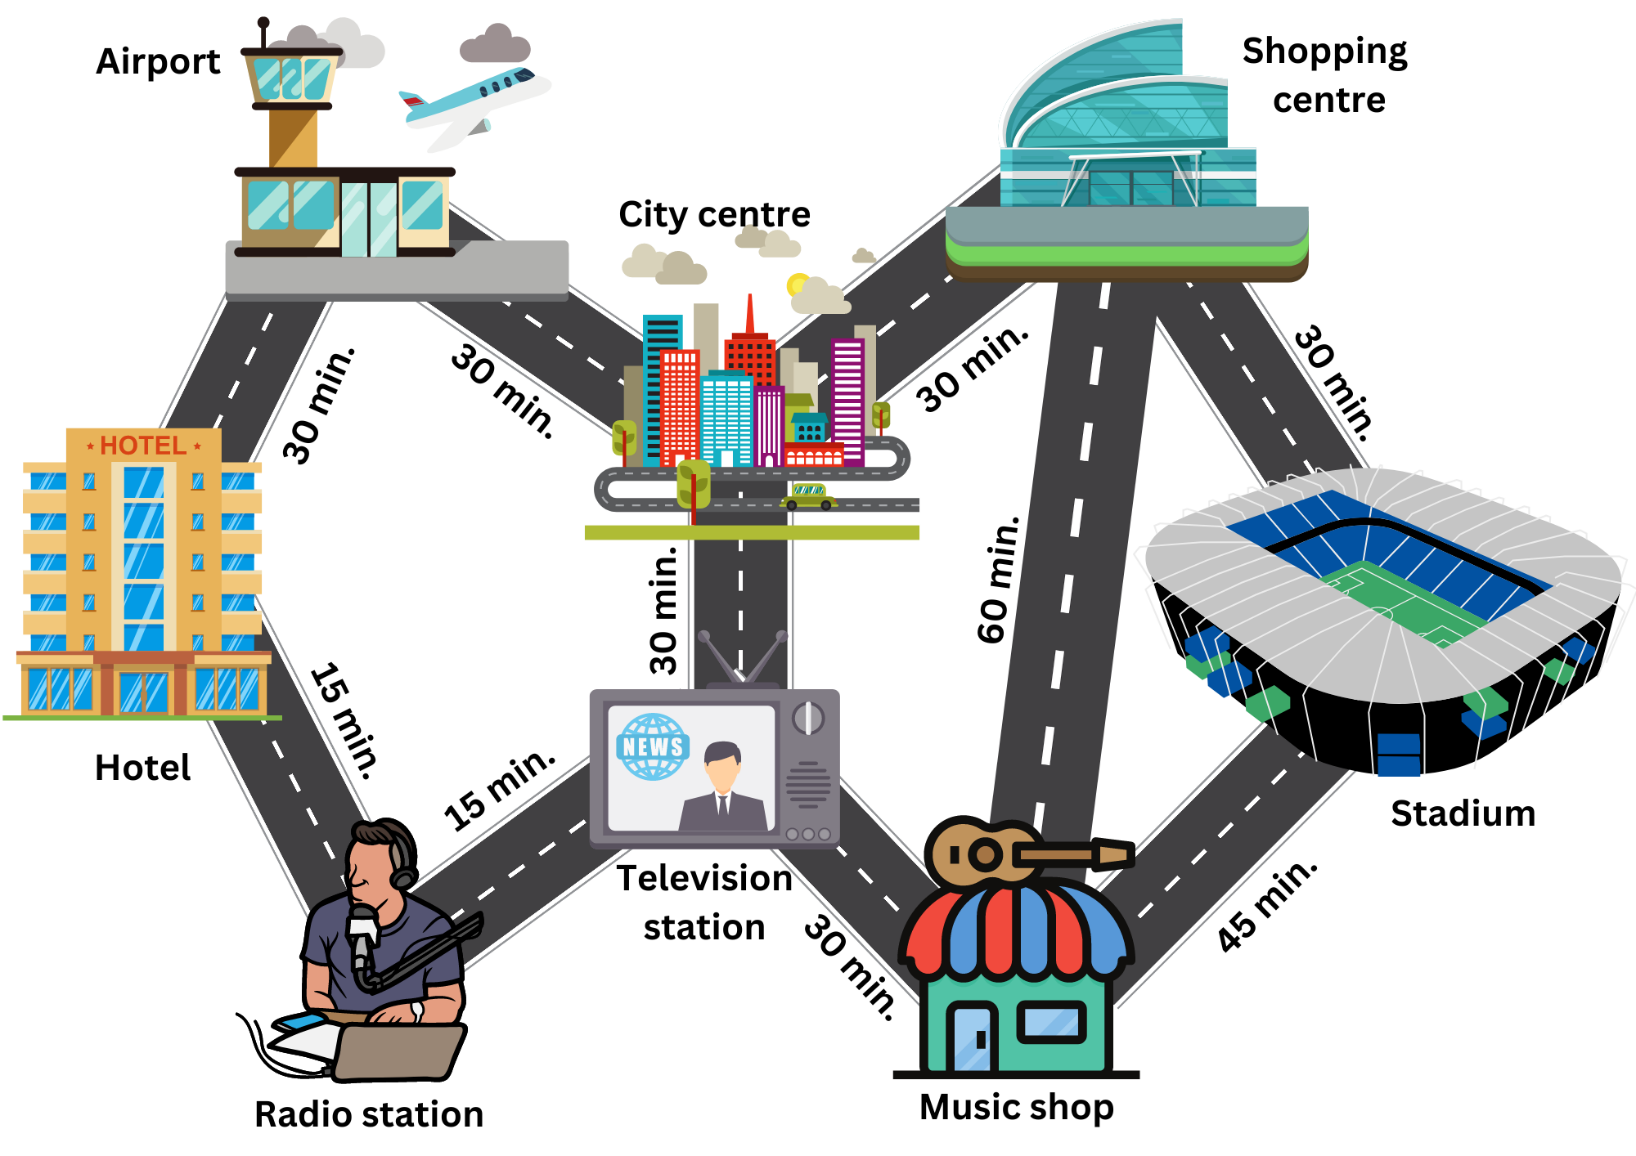 Airport
Shopping
centre
City centre
30 min.
30 min.
30 min.
30 min.
HOTEL
60 min.
30 min.
15 min.
Hotel
NEWS
15 min.
Stadium
Television
station
45 min.
30 min.
Radio station
Music shop